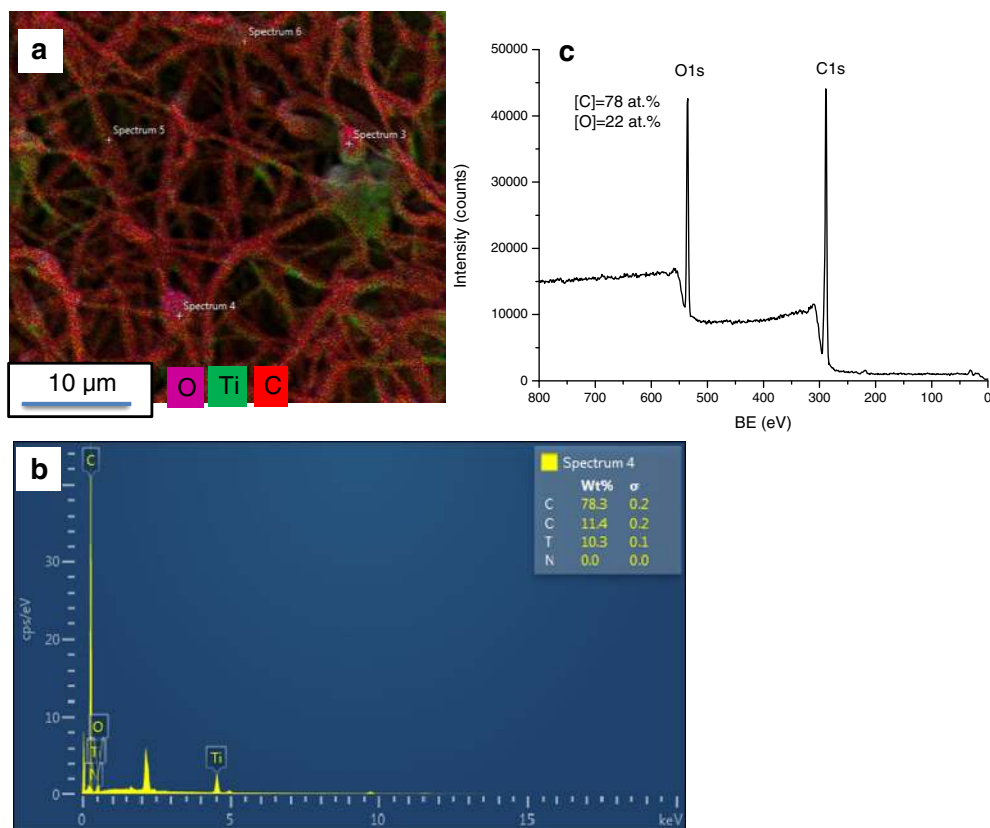 a
Spectrum 6
Spectrum 5
Spectrum 3
Spectrum 4
10 µm
O Ti C
c
50000
40000
30000
20000
10000
0
Intensity (counts)
O1s
C1s
[C]=78 at.%
[O]=22 at.%
800 700 600 500 400 300 200 100 0
BE (eV)
b
C
O
T
N
Ti
30
20
10
0
cps/eV
0 5 10 15 keV
Spectrum 4
Wt% σ
C 78.3 0.2
C 11.4 0.2
T 10.3 0.1
N 0.0 0.0